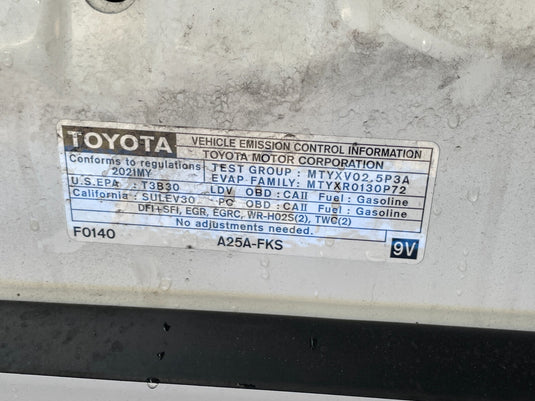 TOYOTA VEHICLE EMISSION CONTROL INFORMATION
TOYOTA MOTOR CORPORATION
Conforms to regulations TEST GROUP : MTYXV02.5P3A
2021MY EVAP FAMILY: MTYXR0130P72
U.S.EPA : T3B30 LDV OBD : CAII Fuel : Gasoline
California : SULEV30 PC OBD : CAII Fuel : Gasoline
DFI+SFI, EGR, EGRC, WR-HO2S(2), TWC(2)
No adjustments needed.
F0140 A25A-FKS 9V